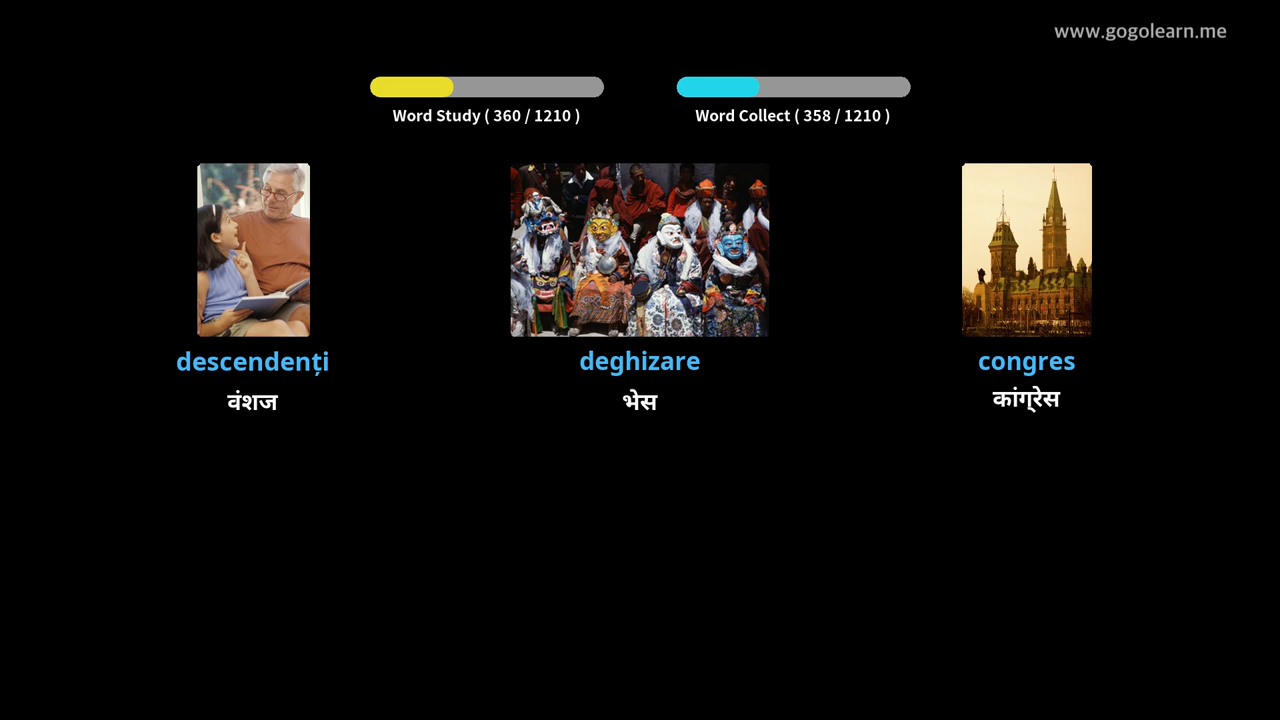 www.gogolearn.me
Word Study ( 360 / 1210 )
Word Collect ( 358 / 1210 )
descendenți
deghizare
congres
वंशज
भेस
कांग्रेस